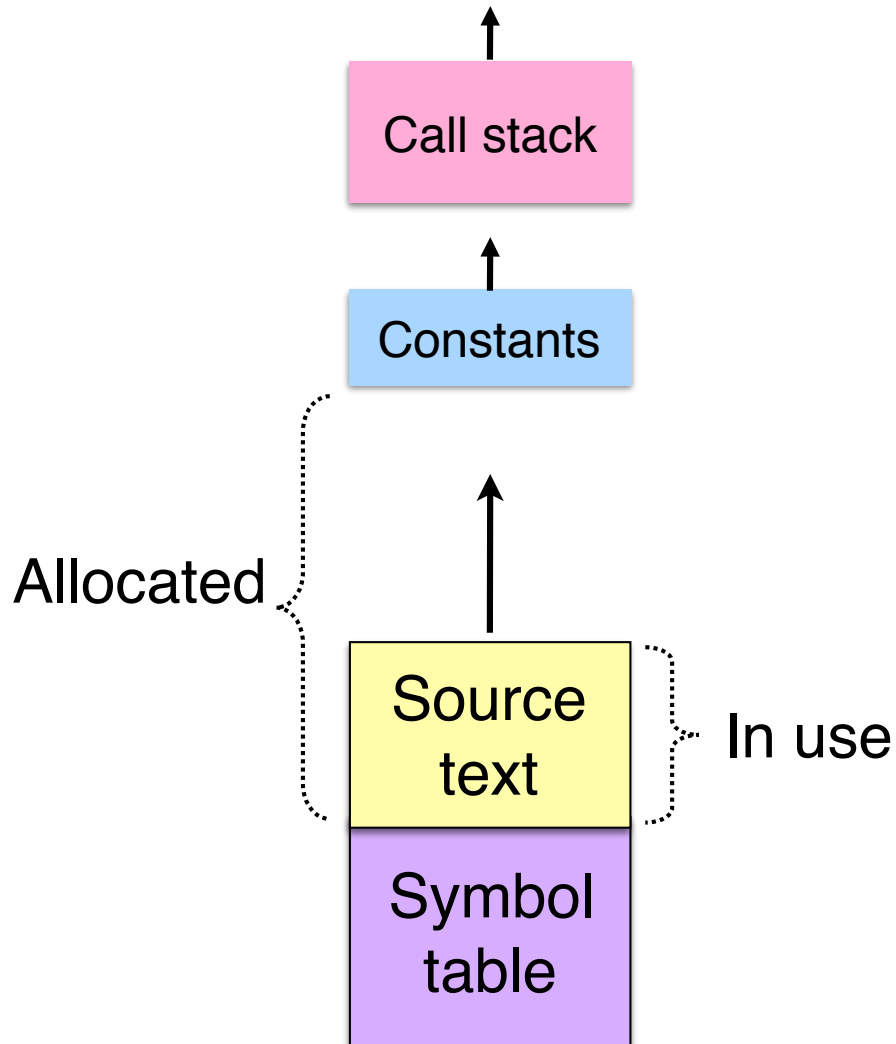 Call stack
Constants
Allocated
Source
text
In use
Symbol
table